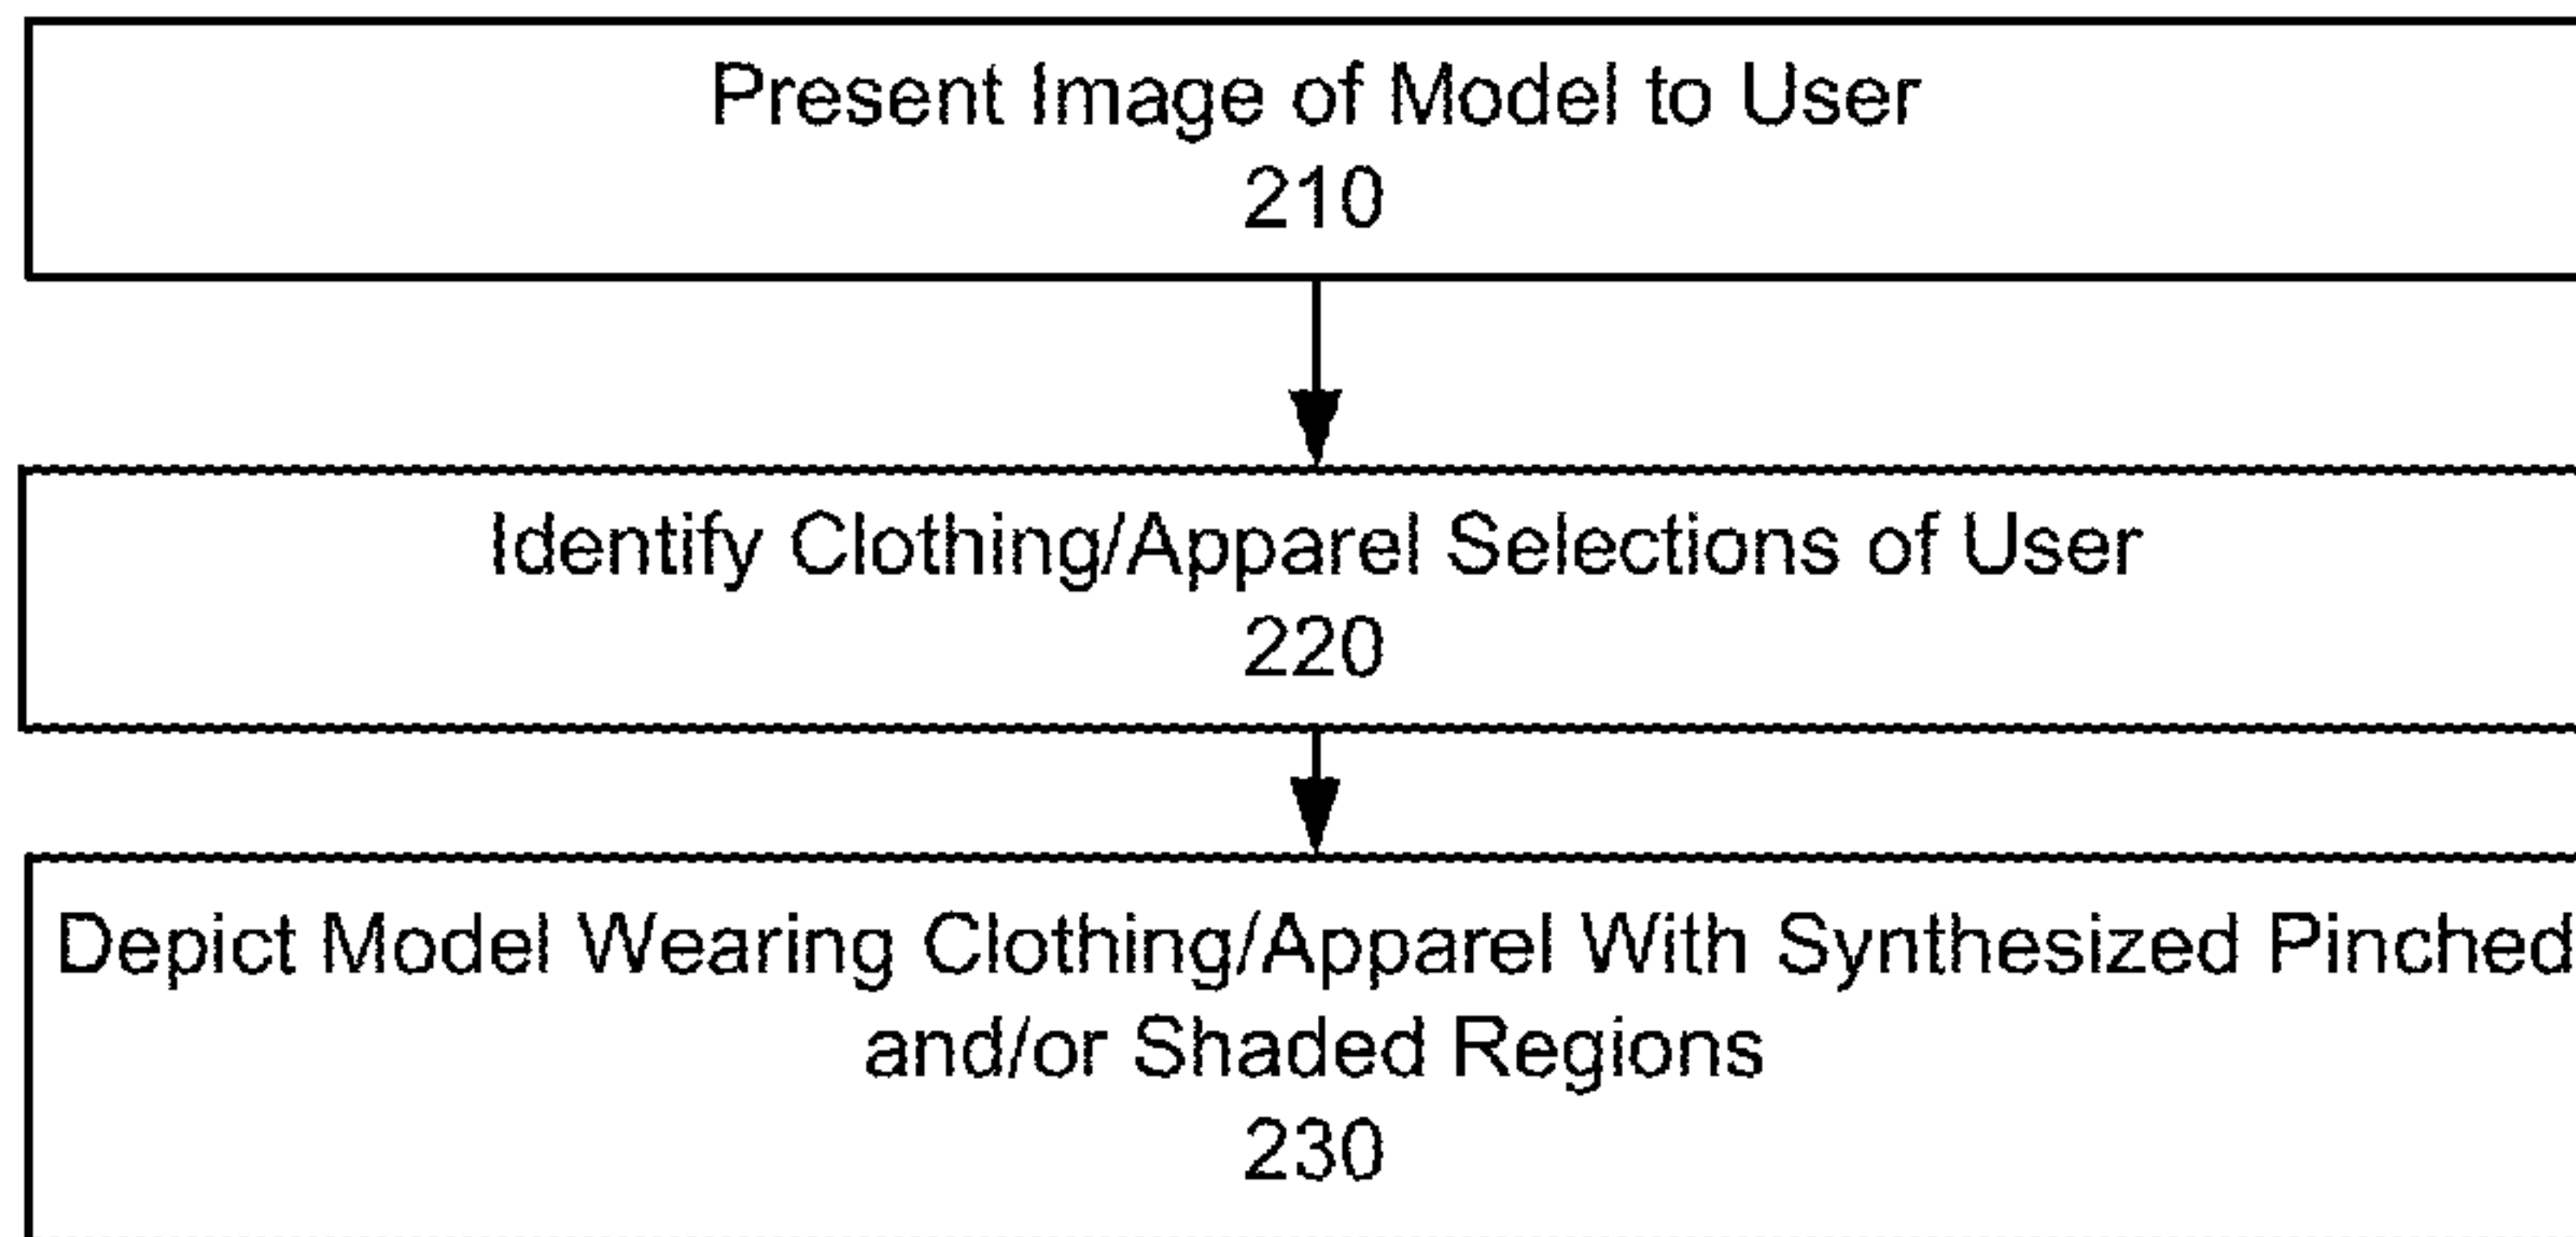 Present Image of Model to User
210
Identify Clothing/Apparel Selections of User
220
Depict Model Wearing Clothing/Apparel With Synthesized Pinched
and/or Shaded Regions
230